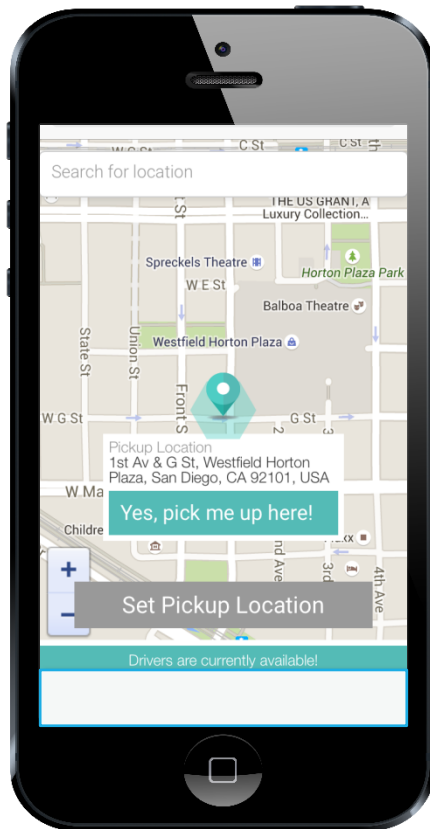 C St
C St
Search for location
St
THE US GRANT, A
Luxury Collection...
Spreckels Theatre
Horton Plaza Park
W E St
Balboa Theatre
State St
Union St
Westfield Horton Plaza
Front S
W G St
G St
Pickup Location
1st Av & G St, Westfield Horton
Plaza, San Diego, CA 92101, USA
W Ma
Yes, pick me up here!
Childre
xx
nd Ave
3rd
4th Ave
+
−
Set Pickup Location
Drivers are currently available!